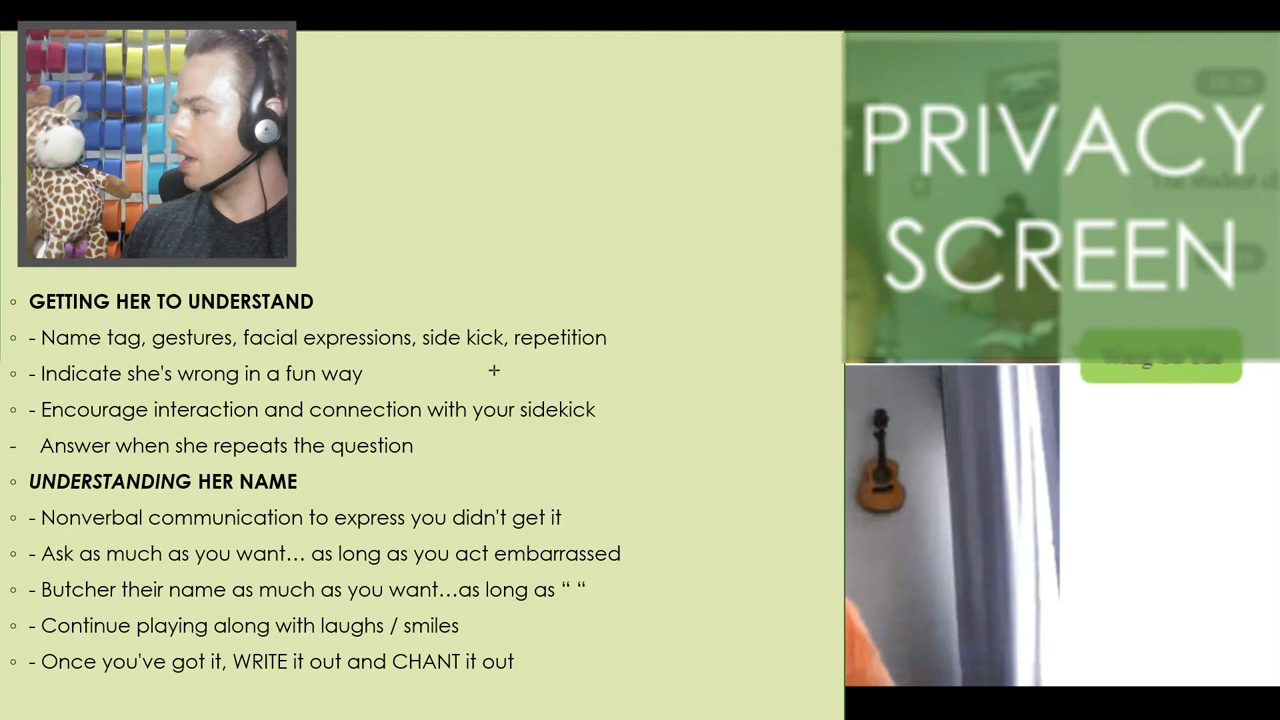 PRIVACY
SCREEN
GETTING HER TO UNDERSTAND
- Name tag, gestures, facial expressions, side kick, repetition
- Indicate she's wrong in a fun way
- Encourage interaction and connection with your sidekick
- Answer when she repeats the question
UNDERSTANDING HER NAME
- Nonverbal communication to express you didn't get it
- Ask as much as you want… as long as you act embarrassed
- Butcher their name as much as you want…as long as “ “
- Continue playing along with laughs / smiles
- Once you've got it, WRITE it out and CHANT it out